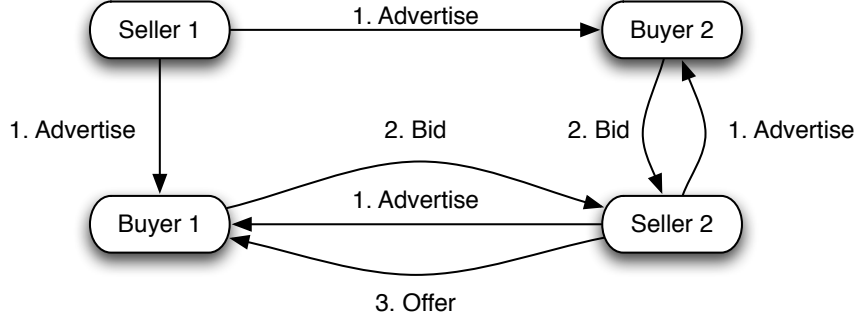 1. Advertise
Seller 1
Buyer 2
1. Advertise
2. Bid
2. Bid
1. Advertise
1. Advertise
Buyer 1
Seller 2
3. Offer